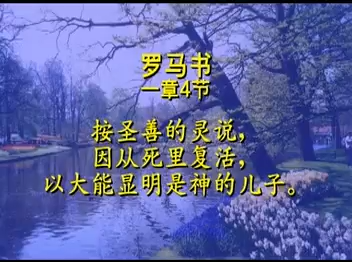 罗马书
一章4节
按圣善的灵说，
因从死里复活，
以大能显明是神的儿子。